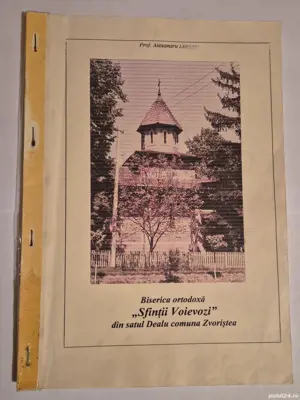 Prof. Alexandru
Biserica ortodoxă
„Sfinții Voievozi”
din satul Dealu comuna Zvoriștea